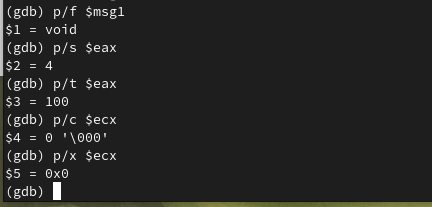 (gdb) p/f $msg1
$1 = void
(gdb) p/s $eax
$2 = 4
(gdb) p/t $eax
$3 = 100
(gdb) p/c $ecx
$4 = 0 '\000'
(gdb) p/x $ecx
$5 = 0x0
(gdb)